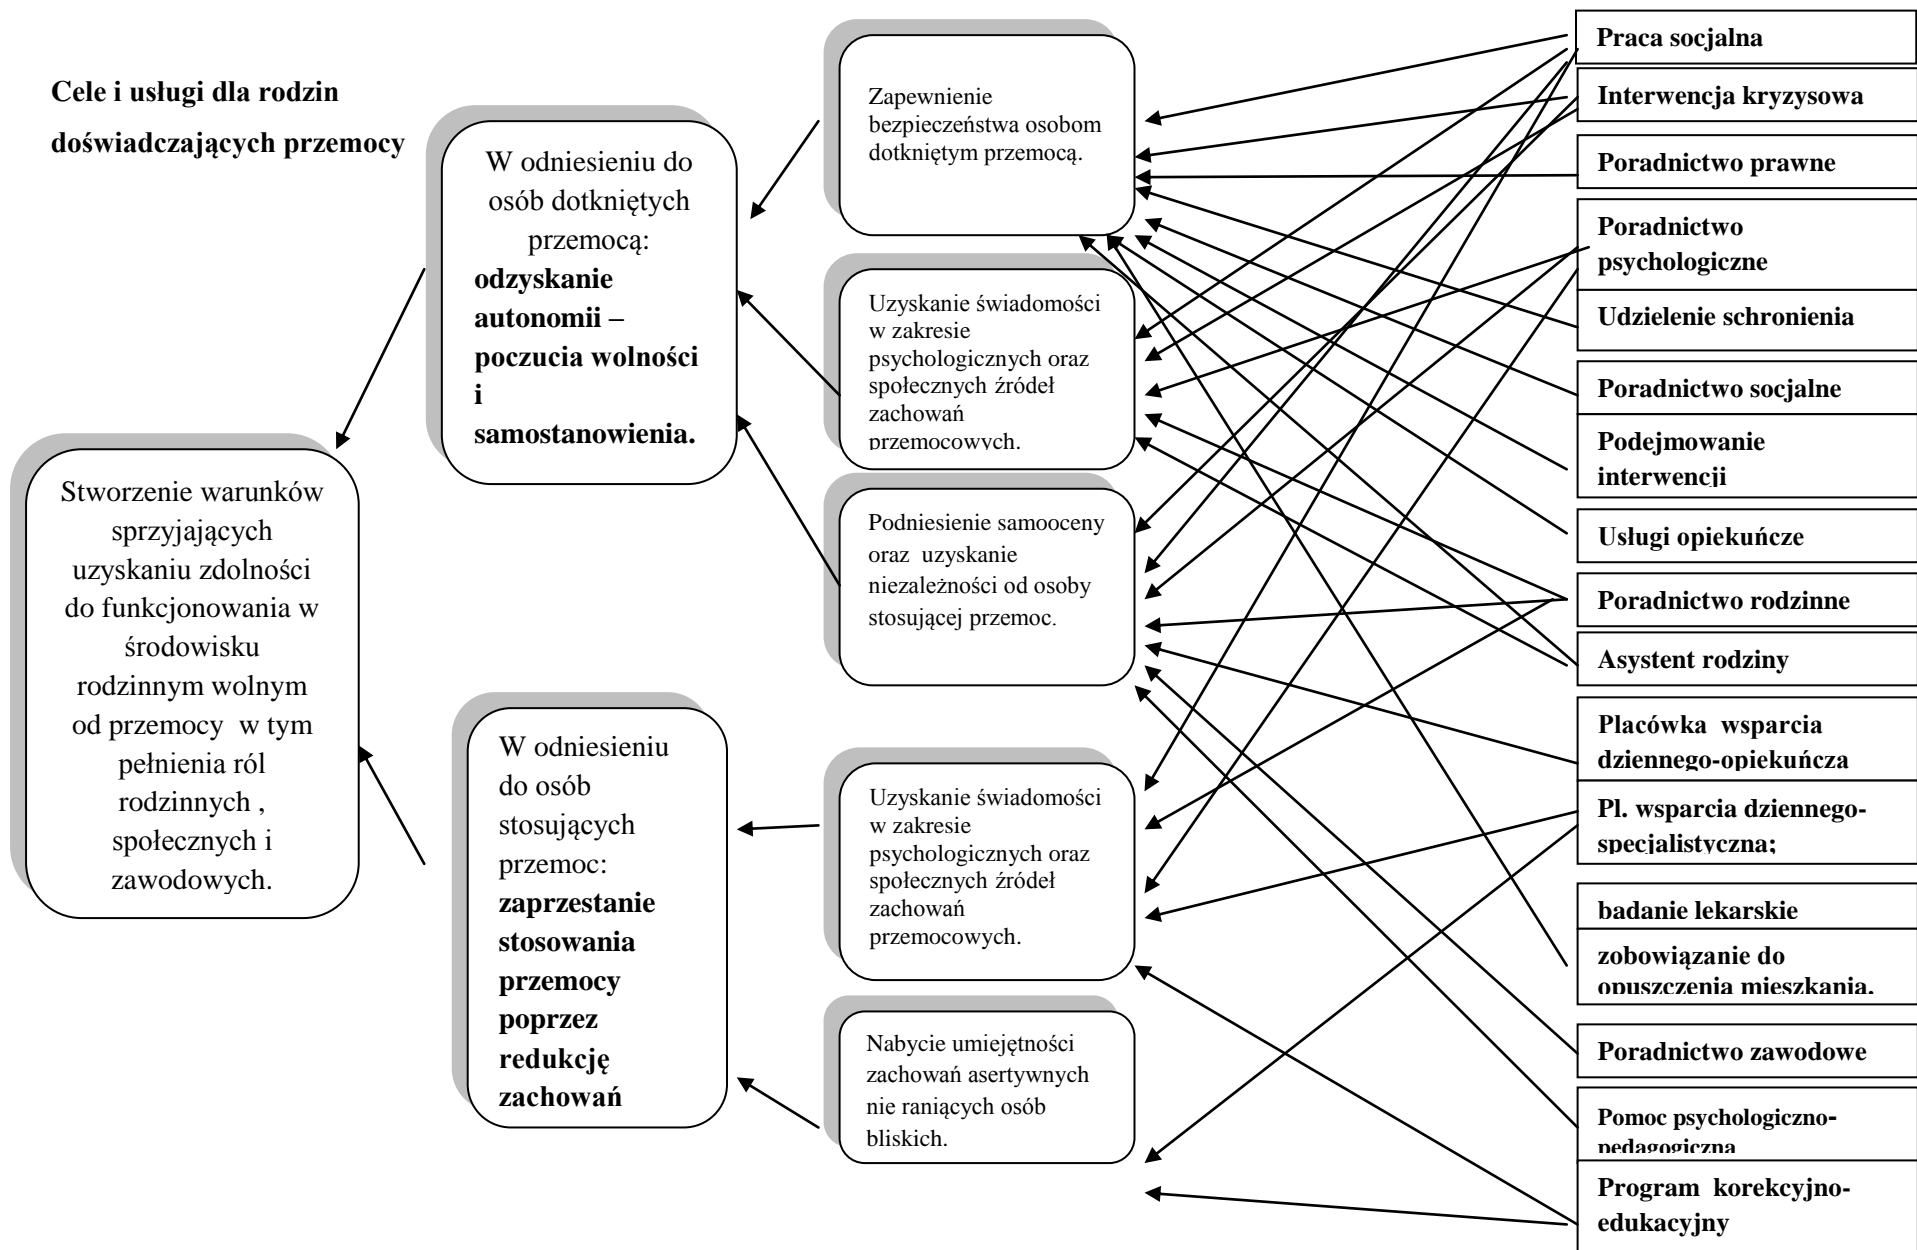 Cele i usługi dla rodzin
doświadczających przemocy
Stworzenie warunków
sprzyjających
uzyskaniu zdolności
do funkcjonowania w
środowisku
rodzinnym wolnym
od przemocy w tym
pełnienia ról
rodzinnych ,
społecznych i
zawodowych.
W odniesieniu do
osób dotkniętych
przemocą:
odzyskanie
autonomii –
poczucia wolności
i
samostanowienia.
W odniesieniu
do osób
stosujących
przemoc:
zaprzestanie
stosowania
przemocy
poprzez
redukcję
zachowań
Zapewnienie
bezpieczeństwa osobom
dotkniętym przemocą.
Uzyskanie świadomości
w zakresie
psychologicznych oraz
społecznych źródeł
zachowań
przemocowych.
Podniesienie samooceny
oraz uzyskanie
niezależności od osoby
stosującej przemoc.
Uzyskanie świadomości
w zakresie
psychologicznych oraz
społecznych źródeł
zachowań
przemocowych.
Nabycie umiejętności
zachowań asertywnych
nie raniących osób
bliskich.
Praca socjalna
Interwencja kryzysowa
Poradnictwo prawne
Poradnictwo
psychologiczne
Udzielenie schronienia
Poradnictwo socjalne
Podejmowanie
interwencji
Usługi opiekuńcze
Poradnictwo rodzinne
Asystent rodziny
Placówka wsparcia
dziennego-opiekuńcza
Pl. wsparcia dziennego-
specjalistyczna;
badanie lekarskie
zobowiązanie do
opuszczenia mieszkania.
Poradnictwo zawodowe
Pomoc psychologiczno-
pedagogiczna
Program korekcyjno-
edukacyjny